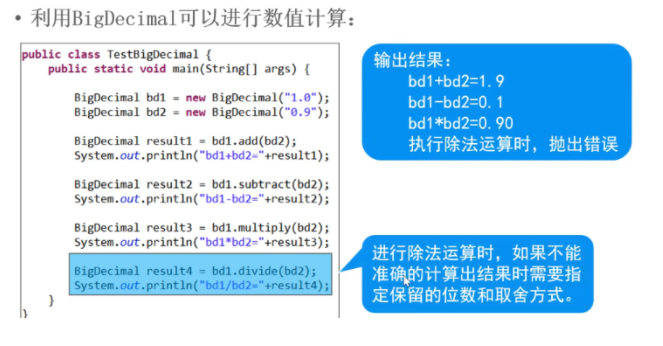 • 利用BigDecimal可以进行数值计算：
public class TestBigDecimal {
public static void main(String[] args) {
BigDecimal bd1 = new BigDecimal("1.0");
BigDecimal bd2 = new BigDecimal("0.9");
BigDecimal result1 = bd1.add(bd2);
System.out.println("bd1+bd2="+result1);
BigDecimal result2 = bd1.subtract(bd2);
System.out.println("bd1-bd2="+result2);
BigDecimal result3 = bd1.multiply(bd2);
System.out.println("bd1*bd2="+result3);
BigDecimal result4 = bd1.divide(bd2);
System.out.println("bd1/bd2="+result4);
}
}
输出结果：
bd1+bd2=1.9
bd1-bd2=0.1
bd1*bd2=0.90
执行除法运算时，抛出错误
进行除法运算时，如果不能
准确的计算出结果时需要指
定保留的位数和取舍方式。